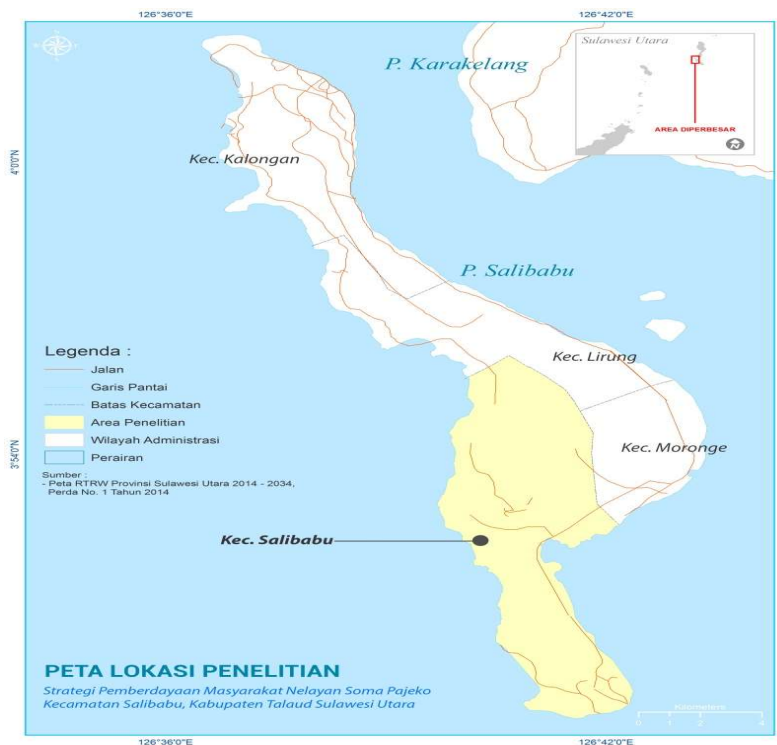 126°36'0"E
126°42'0"E
P. Karakelang
Sulawesi Utara
AREA DIPERBESAR
Kec. Kalongan
4°0'0"N
P. Salibabu
Kec. Lirung
Legenda :
Jalan
Garis Pantai
Batas Kecamatan
Area Penelitian
Wilayah Administrasi
Perairan
Kec. Moronge
3°54'0"N
Sumber :
- Peta RTRW Provinsi Sulawesi Utara 2014 - 2034,
Perda No. 1 Tahun 2014
Kec. Salibabu
PETA LOKASI PENELITIAN
Strategi Pemberdayaan Masyarakat Nelayan Soma Pajeko
Kecamatan Salibabu, Kabupaten Talaud Sulawesi Utara
Kilometers
0 1 2 4
126°36'0"E
126°42'0"E